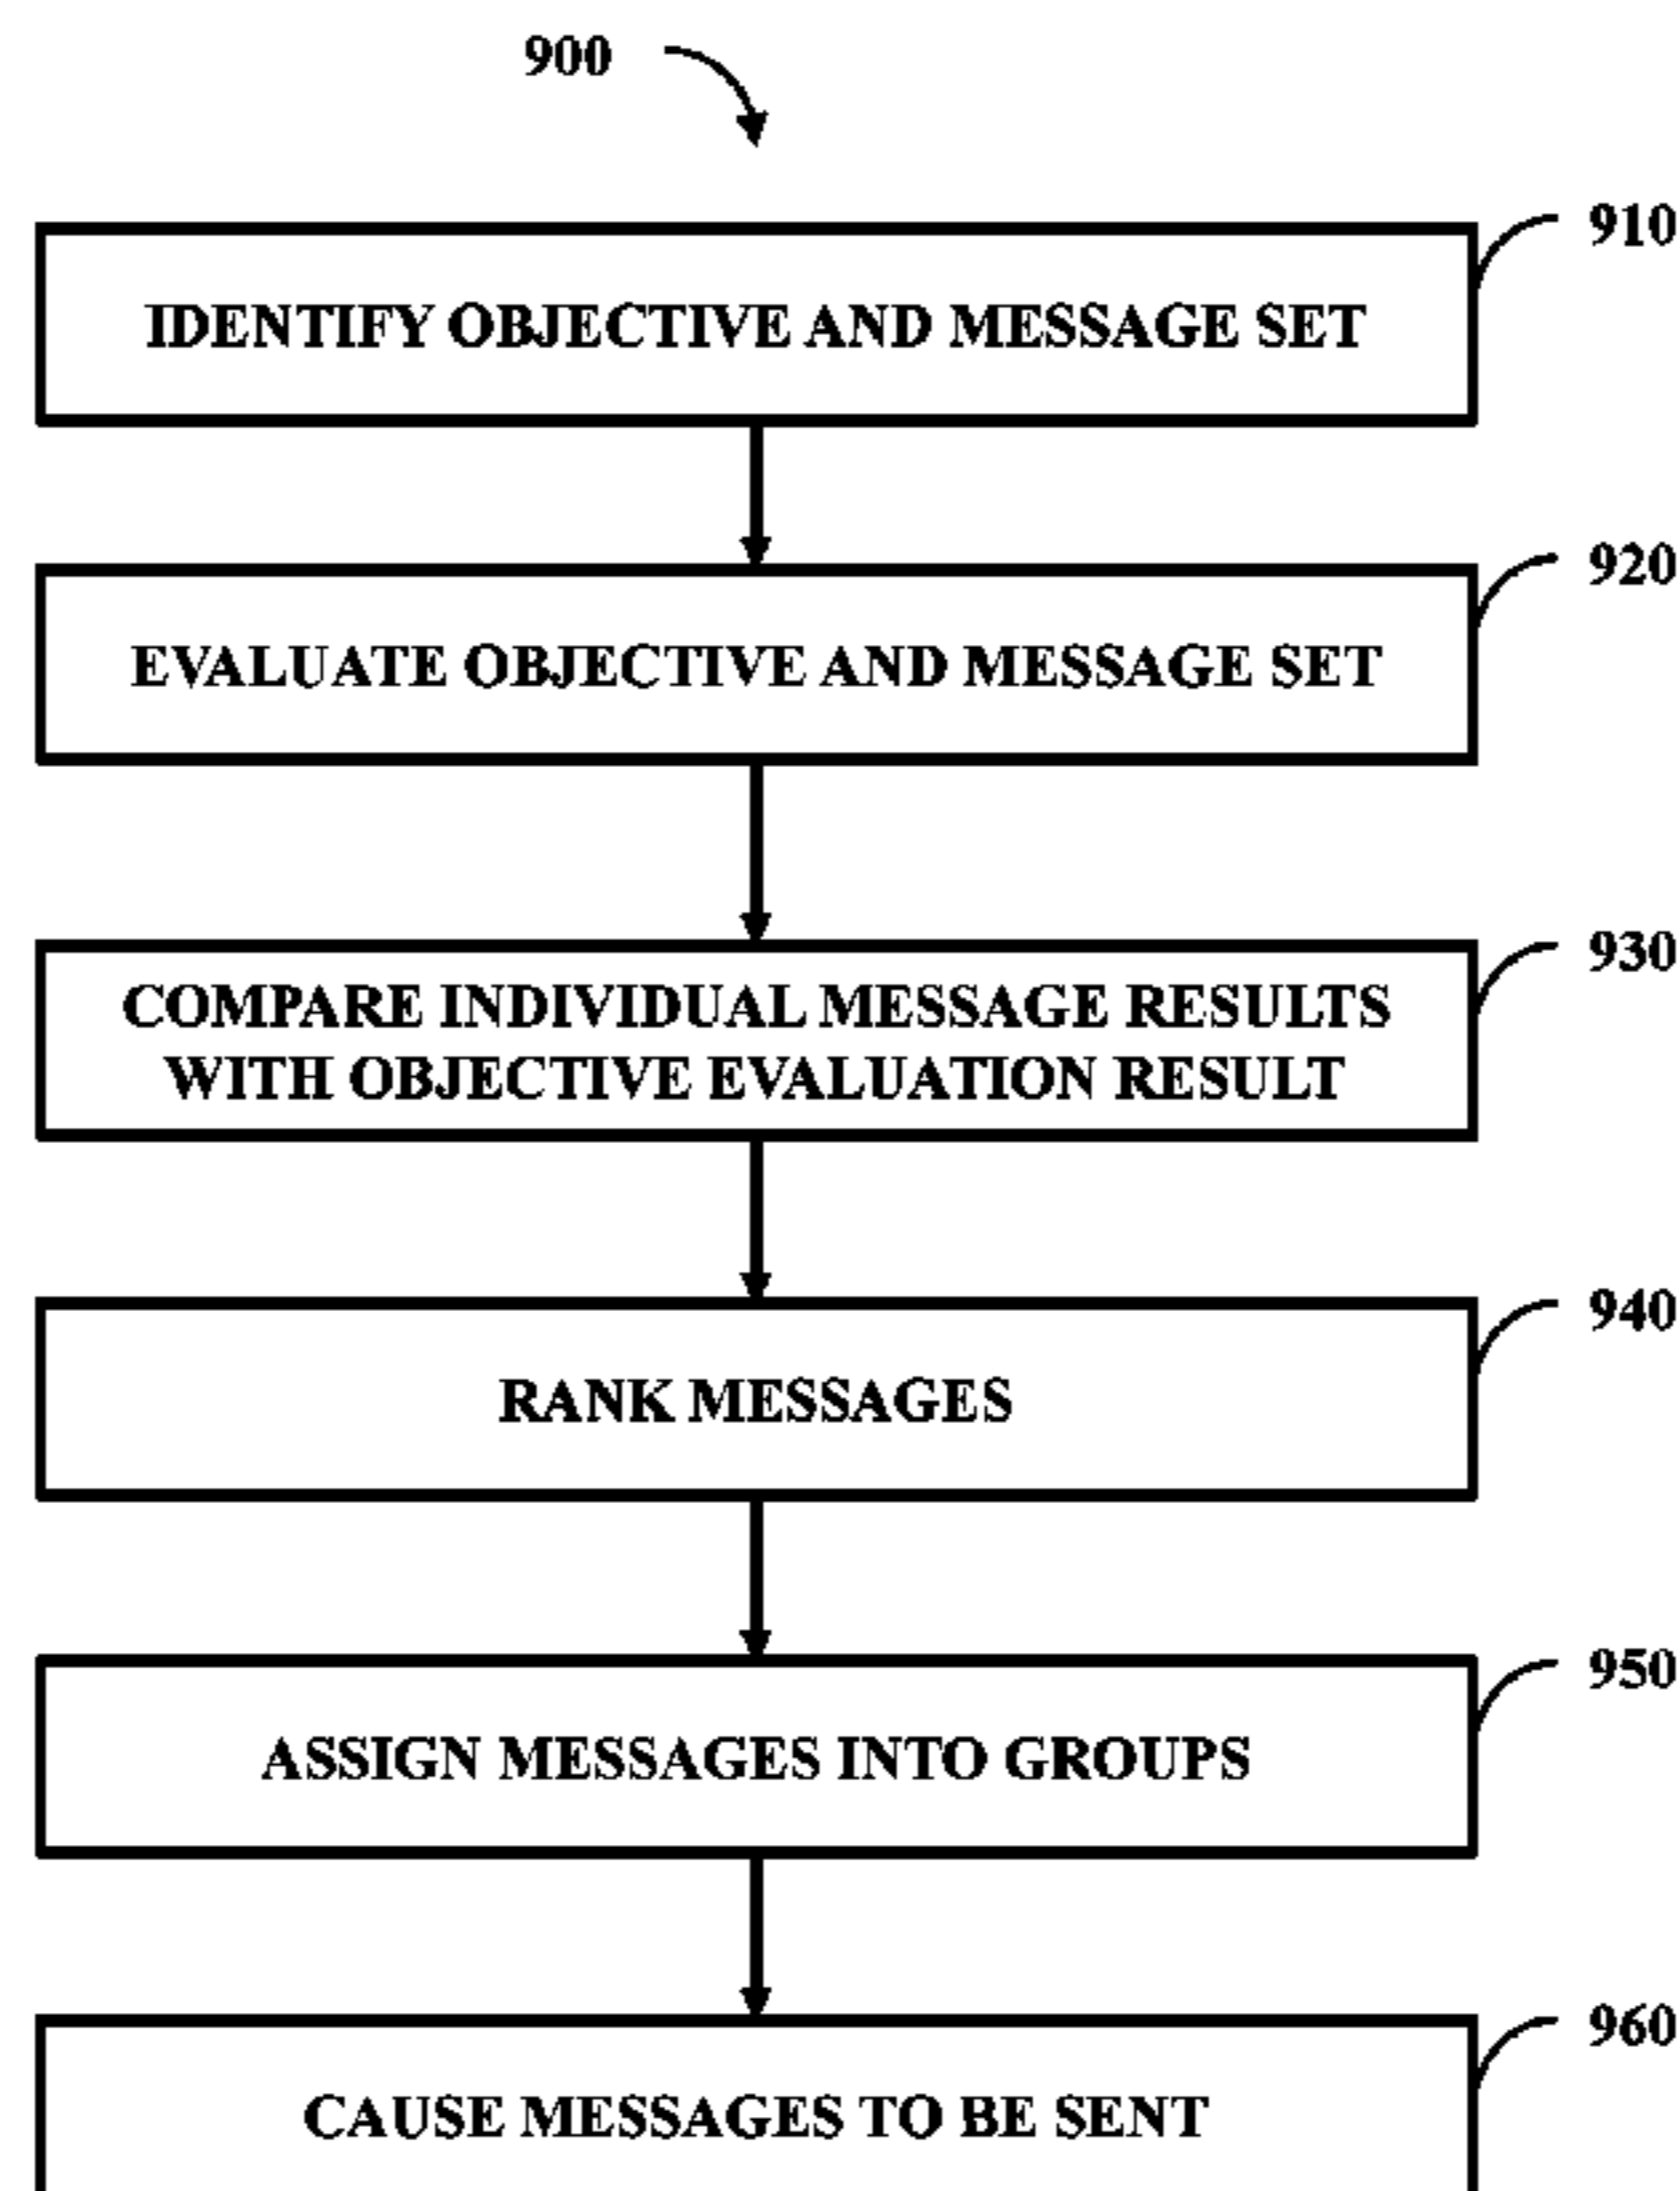 900
910
IDENTIFY OBJECTIVE AND MESSAGE SET
920
EVALUATE OBJECTIVE AND MESSAGE SET
930
COMPARE INDIVIDUAL MESSAGE RESULTS
WITH OBJECTIVE EVALUATION RESULT
940
RANK MESSAGES
950
ASSIGN MESSAGES INTO GROUPS
960
CAUSE MESSAGES TO BE SENT